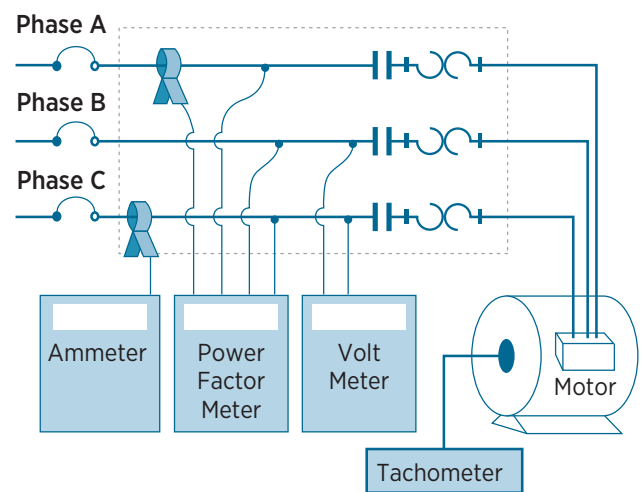 Phase A
Phase B
Phase C
Ammeter
Power
Factor
Meter
Volt
Meter
Motor
Tachometer